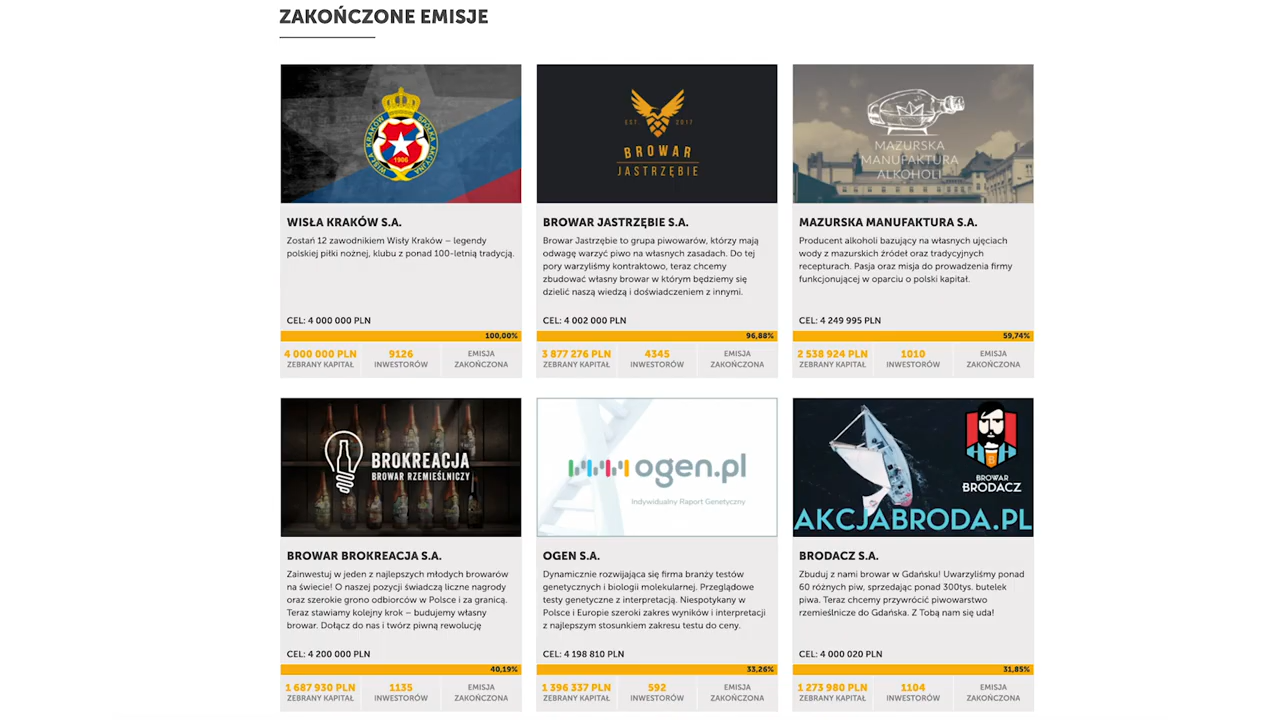 ZAKOŃCZONE EMISJE
WISŁA KRAKÓW SPÓŁKA AKCYJNA
1906
WISŁA KRAKÓW S.A.
Zostań 12 zawodnikiem Wisły Kraków – legendy
polskiej piłki nożnej, klubu z ponad 100-letnią tradycją.
CEL: 4 000 000 PLN
100,00%
4 000 000 PLN
ZEBRANY KAPITAŁ
9126
INWESTORÓW
EMISJA
ZAKOŃCZONA
EST. 2017
BROWAR
JASTRZĘBIE
BROWAR JASTRZĘBIE S.A.
Browar Jastrzębie to grupa piwowarów, którzy mają
odwagę warzyć piwo na własnych zasadach. Do tej
pory warzyliśmy kontraktowo, teraz chcemy
zbudować własny browar w którym będziemy się
dzielić naszą wiedzą i doświadczeniem z innymi.
CEL: 4 002 000 PLN
96,88%
3 877 276 PLN
ZEBRANY KAPITAŁ
4345
INWESTORÓW
EMISJA
ZAKOŃCZONA
MAZURSKA
MANUFAKTURA
ALKOHOLI
MAZURSKA MANUFAKTURA S.A.
Producent alkoholi bazujący na własnych ujęciach
wody z mazurskich źródeł oraz tradycyjnych
recepturach. Pasja oraz misja do prowadzenia firmy
funkcjonującej w oparciu o polski kapitał.
CEL: 4 249 995 PLN
59,74%
2 538 924 PLN
ZEBRANY KAPITAŁ
1010
INWESTORÓW
EMISJA
ZAKOŃCZONA
BROKREACJA
BROWAR RZEMIEŚLNICZY
BROWAR BROKREACJA S.A.
Zainwestuj w jeden z najlepszych młodych browarów
na świecie! O naszej pozycji świadczą liczne nagrody
oraz szerokie grono odbiorców w Polsce i za granicą.
Teraz stawiamy kolejny krok – budujemy własny
browar. Dołącz do nas i twórz piwną rewolucję
CEL: 4 200 000 PLN
40,19%
1 687 930 PLN
ZEBRANY KAPITAŁ
1135
INWESTORÓW
EMISJA
ZAKOŃCZONA
ogen.pl
Indywidualny Raport Genetyczny
OGEN S.A.
Dynamicznie rozwijająca się firma branży testów
genetycznych i biologii molekularnej. Przeglądowe
testy genetyczne z interpretacją. Niespotykany w
Polsce i Europie szeroki zakres wyników i interpretacji
z najlepszym stosunkiem zakresu testu do ceny.
CEL: 4 198 810 PLN
33,26%
1 396 337 PLN
ZEBRANY KAPITAŁ
592
INWESTORÓW
EMISJA
ZAKOŃCZONA
BROWAR
BRODACZ
AKCJABRODA.PL
BRODACZ S.A.
Zbuduj z nami browar w Gdańsku! Uwarzyliśmy ponad
60 różnych piw, sprzedając ponad 300tys. butelek
piwa. Teraz chcemy przywrócić piwowarstwo
rzemieślnicze do Gdańska. Z Tobą nam się uda!
CEL: 4 000 020 PLN
31,85%
1 273 980 PLN
ZEBRANY KAPITAŁ
1104
INWESTORÓW
EMISJA
ZAKOŃCZONA